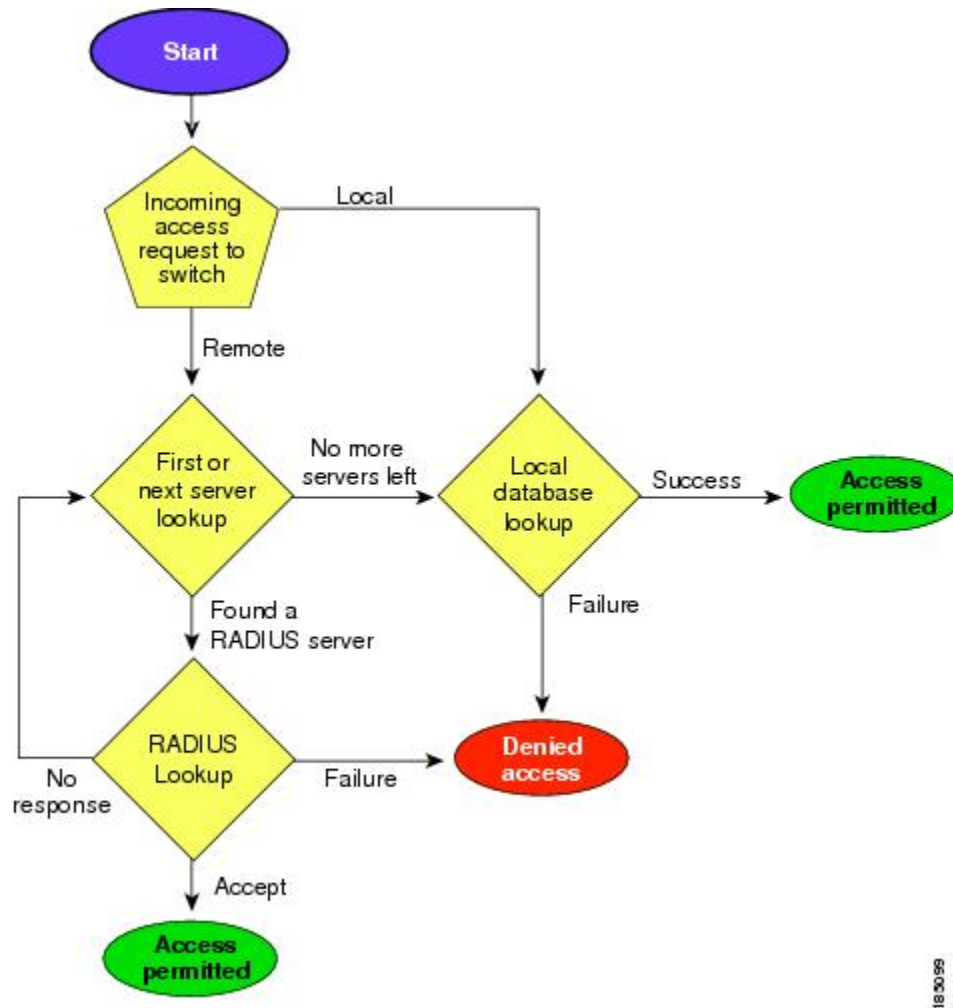 Start
Incoming
access
request to
switch
Local
Remote
First or
next server
lookup
No more
servers left
Local
database
lookup
Success
Access
permitted
Found a
RADIUS server
Failure
RADIUS
Lookup
No
response
Failure
Denied
access
Accept
Access
permitted
185099